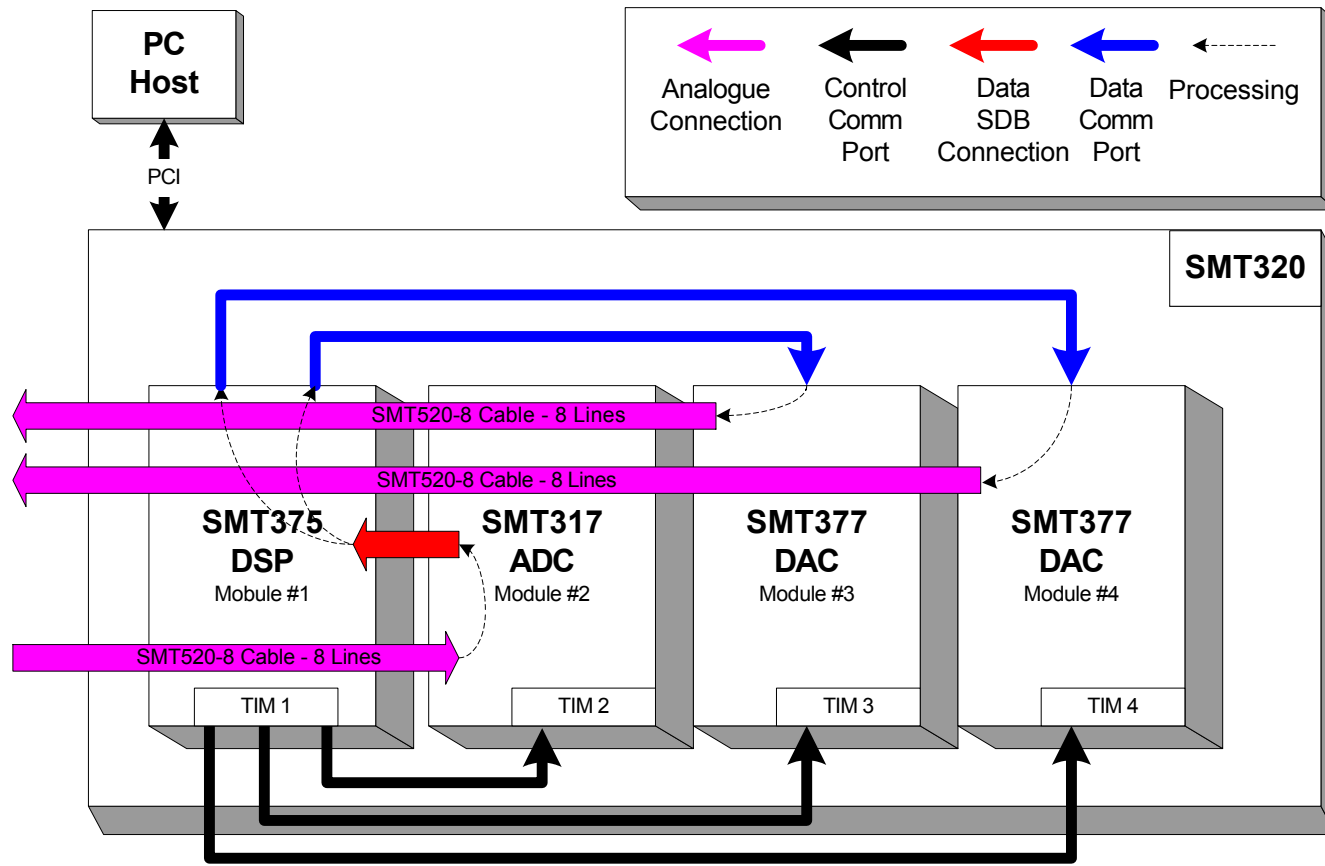 PC
Host
PCI
Analogue
Connection
Control
Comm
Port
Data
SDB
Connection
Data
Comm
Port
Processing
SMT320
SMT520-8 Cable - 8 Lines
SMT520-8 Cable - 8 Lines
SMT375
DSP
Mobule #1
SMT317
ADC
Module #2
SMT377
DAC
Module #3
SMT377
DAC
Module #4
SMT520-8 Cable - 8 Lines
TIM 1
TIM 2
TIM 3
TIM 4